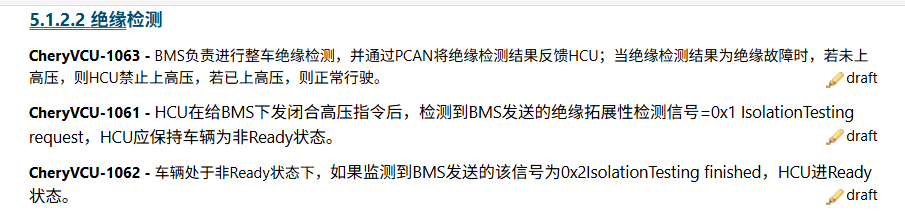 5.1.2.2 绝缘检测
CheryVCU-1063 - BMS负责进行整车绝缘检测，并通过PCAN将绝缘检测结果反馈HCU；当绝缘检测结果为绝缘故障时，若未上
高压，则HCU禁止上高压，若已上高压，则正常行驶。
draft
CheryVCU-1061 - HCU在给BMS下发闭合高压指令后，检测到BMS发送的绝缘拓展性检测信号=0x1 IsolationTesting
request，HCU应保持车辆为非Ready状态。
draft
CheryVCU-1062 - 车辆处于非Ready状态下，如果监测到BMS发送的该信号为0x2IsolationTesting finished，HCU进Ready
状态。
draft